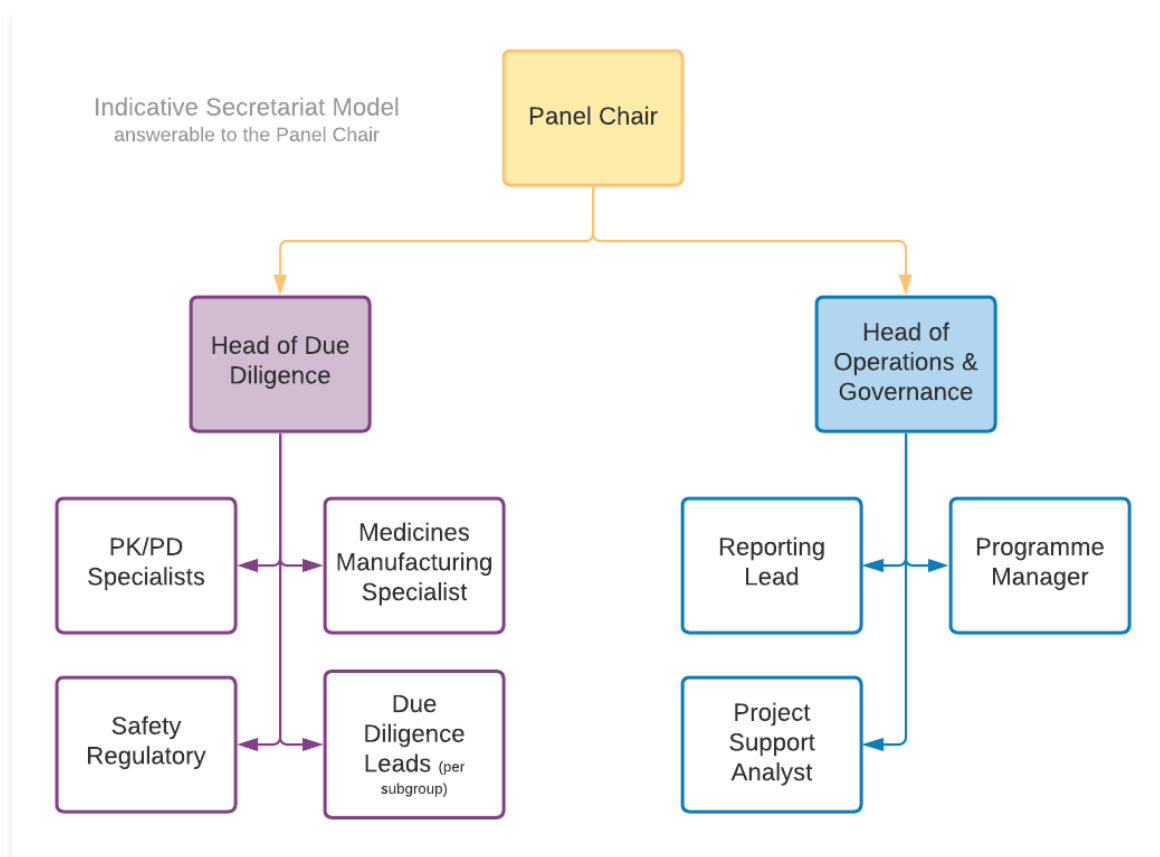 Indicative Secretariat Model
answerable to the Panel Chair
Panel Chair
Head of Due
Diligence
Head of
Operations &
Governance
PK/PD
Specialists
Medicines
Manufacturing
Specialist
Reporting
Lead
Programme
Manager
Safety
Regulatory
Due
Diligence
Leads (per
subgroup)
Project
Support
Analyst